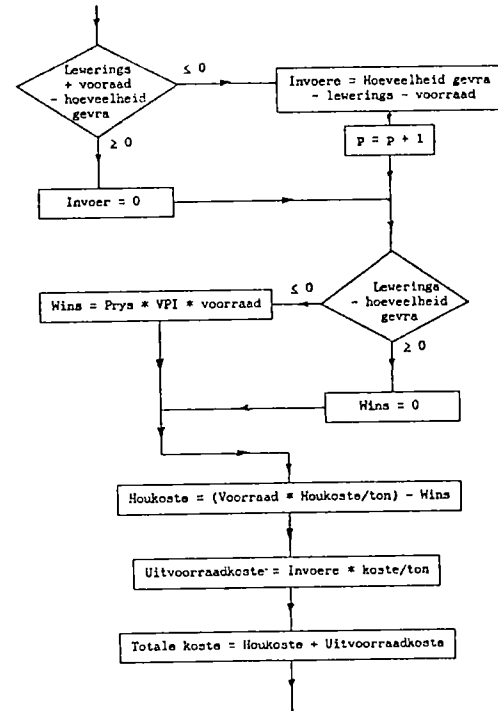 Lewerings
+ vooraad
- hoeveelheid
gevra
≤ 0
Invoere = Hoeveelheid gevra
- lewerings - voorraad
≥ 0
p = p + 1
Invoer = 0
Lewerings
- hoeveelheid
gevra
≤ 0
Wins = Prys * VPI * voorraad
≥ 0
Wins = 0
Houkoste = (Voorraad * Houkoste/ton) - Wins
Uitvoorraadkoste = Invoere * koste/ton
Totale koste = Houkoste + Uitvoorraadkoste